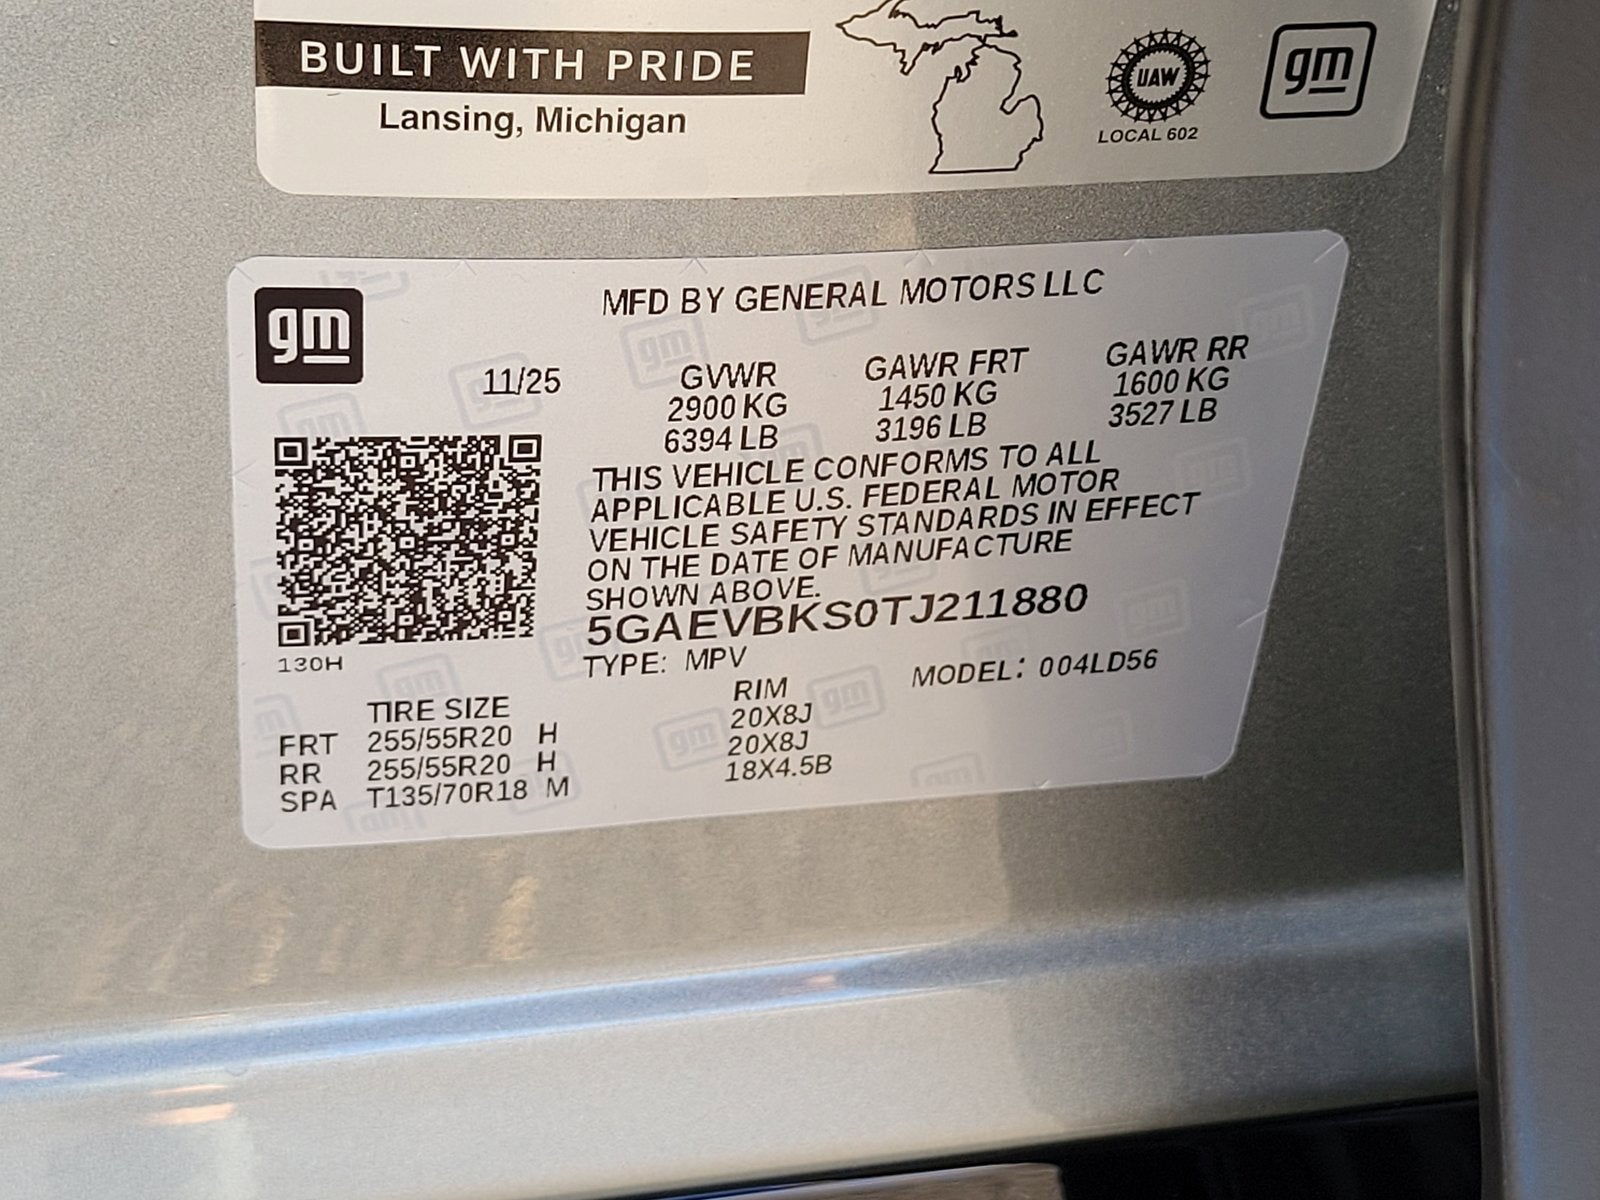 BUILT WITH PRIDE
Lansing, Michigan
UAW
LOCAL 602
gm
gm
MFD BY GENERAL MOTORS LLC
11/25 GVWR GAWR FRT GAWR RR
2900 KG 1450 KG 1600 KG
6394 LB 3196 LB 3527 LB
THIS VEHICLE CONFORMS TO ALL
APPLICABLE U.S. FEDERAL MOTOR
VEHICLE SAFETY STANDARDS IN EFFECT
ON THE DATE OF MANUFACTURE
SHOWN ABOVE.
5GAEVBKS0TJ211880
130H
TYPE: MPV MODEL: 004LD56
TIRE SIZE RIM
FRT 255/55R20 H 20X8J
RR 255/55R20 H 20X8J
SPA T135/70R18 M 18X4.5B